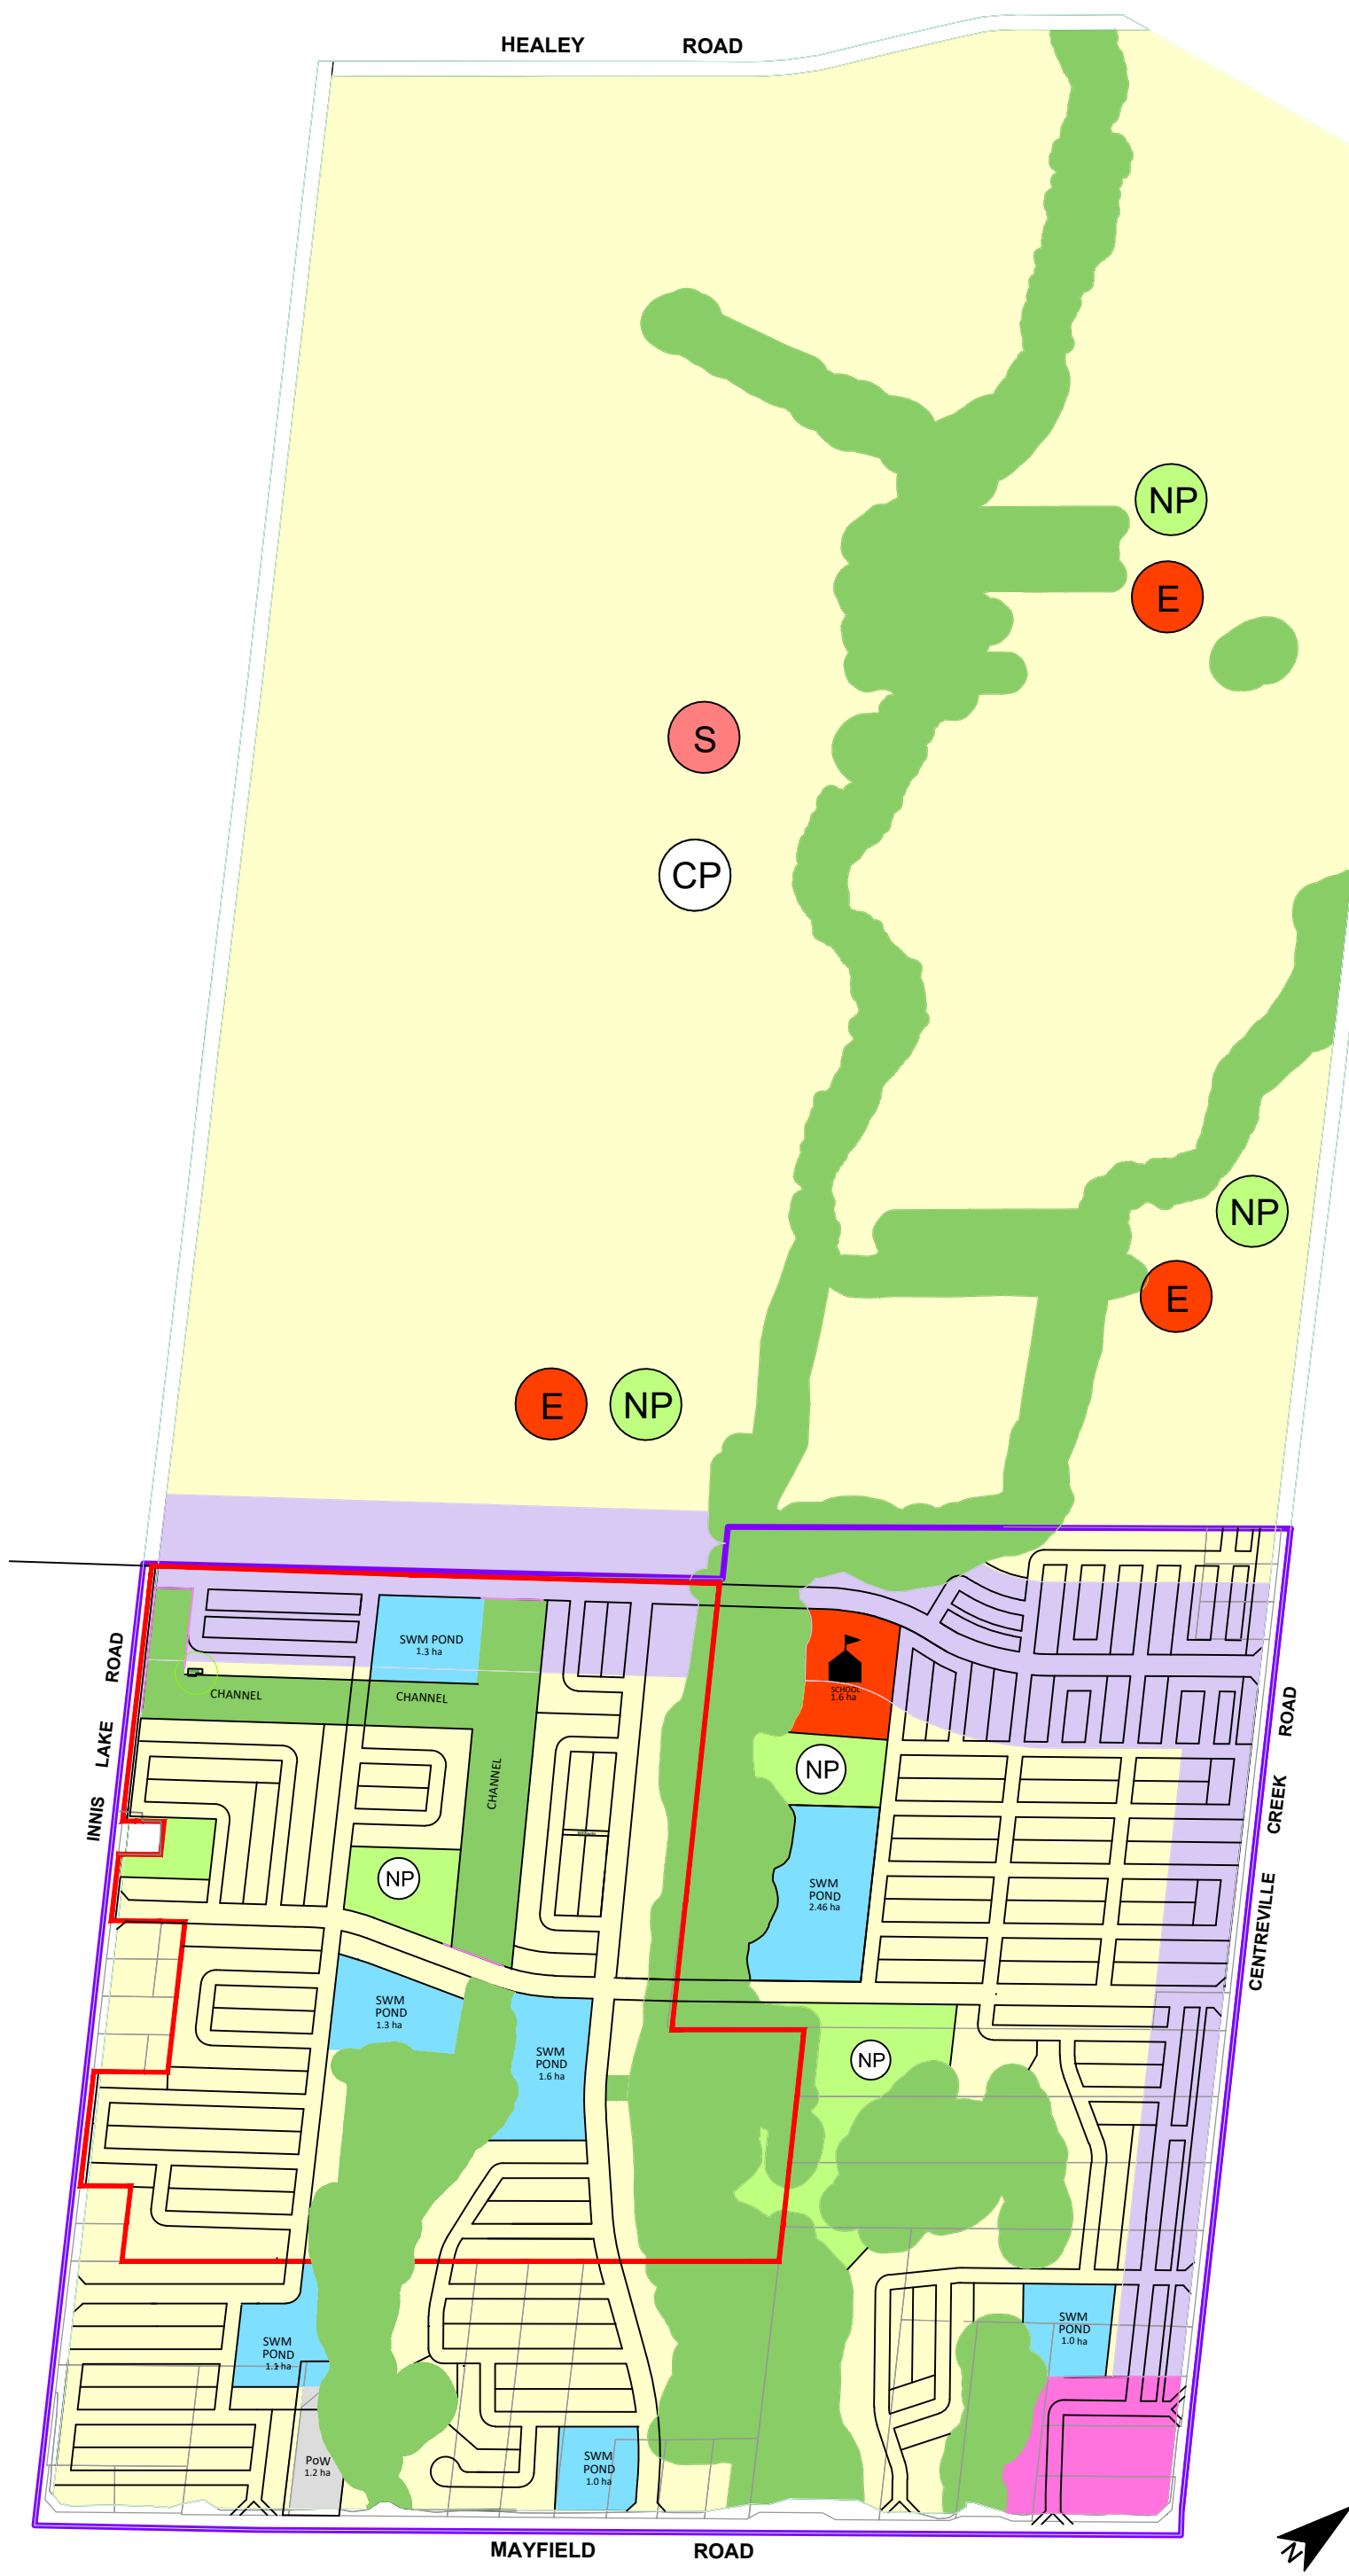 HEALEY ROAD
NP
E
S
CP
NP
E
E NP
SWM POND
1.3 ha
SCHOOL
1.6 ha
CHANNEL
CHANNEL
CHANNEL
NP
NP
SWM
POND
2.46 ha
SWM
POND
1.3 ha
SWM
POND
1.6 ha
NP
SWM
POND
1.0 ha
SWM
POND
1.1 ha
PoW
1.2 ha
SWM
POND
1.0 ha
INNIS LAKE ROAD
CENTREVILLE CREEK ROAD
MAYFIELD ROAD
N